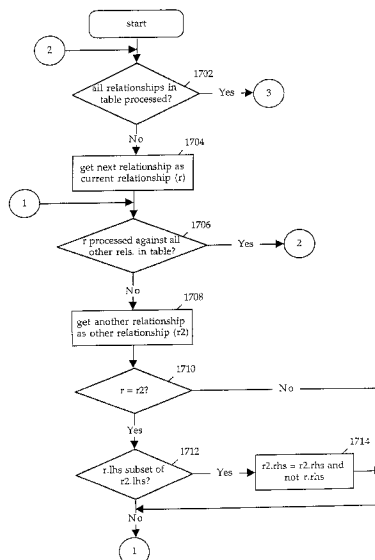 start
2
1702
all relationships in
table processed?
Yes
3
No
1704
get next relationship as
current relationship (r)
1
1706
r processed against all
other rels. in table?
Yes
2
No
1708
get another relationship
as other relationship (r2)
1710
r = r2?
No
Yes
1712
r.lhs subset of
r2.lhs?
Yes
1714
r2.rhs = r2.rhs and
not r.rhs
No
1